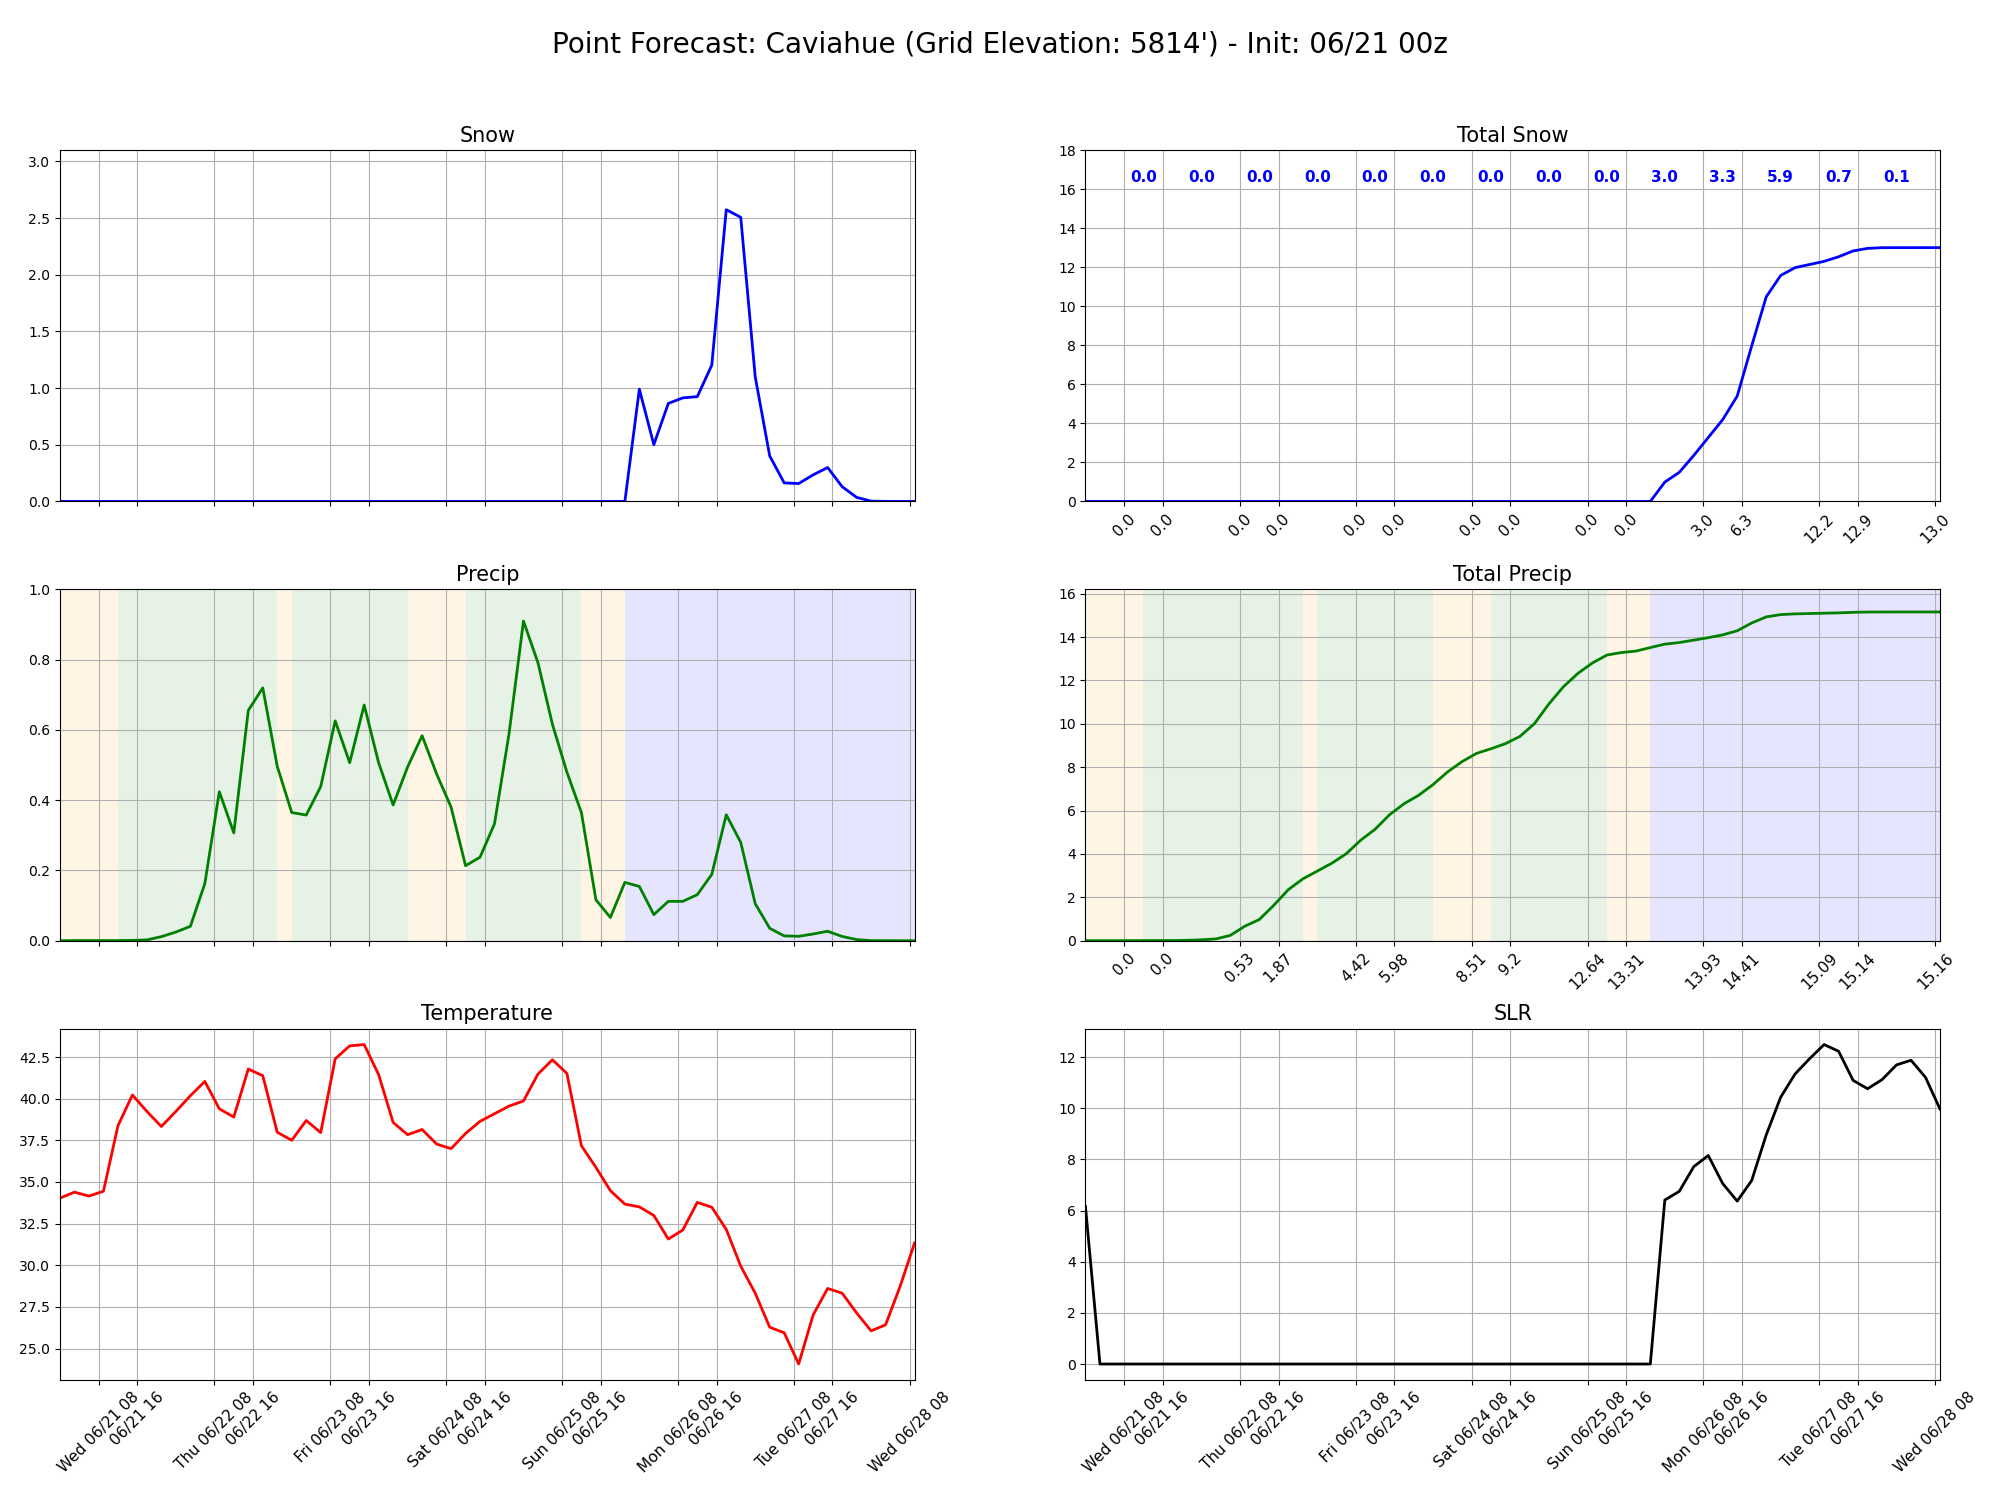 Point Forecast: Caviahue (Grid Elevation: 5814') - Init: 06/21 00z
Snow
3.0
2.5
2.0
1.5
1.0
0.5
0.0
Total Snow
18
16
14
12
10
8
6
4
2
0
0.0 0.0 0.0 0.0 0.0 0.0 0.0 0.0 0.0 3.0 3.3 5.9 0.7 0.1
0.0 0.0 0.0 0.0 0.0 0.0 0.0 0.0 0.0 0.0 3.0 6.3 12.2 12.9 13.0
Precip
1.0
0.8
0.6
0.4
0.2
0.0
Total Precip
16
14
12
10
8
6
4
2
0
0.0 0.0 0.53 1.87 4.42 5.98 8.51 9.2 12.64 13.31 13.93 14.41 15.09 15.14 15.16
Temperature
42.5
40.0
37.5
35.0
32.5
30.0
27.5
25.0
Wed 06/21 08
06/21 16
Thu 06/22 08
06/22 16
Fri 06/23 08
06/23 16
Sat 06/24 08
06/24 16
Sun 06/25 08
06/25 16
Mon 06/26 08
06/26 16
Tue 06/27 08
06/27 16
Wed 06/28 08
SLR
12
10
8
6
4
2
0
Wed 06/21 08
06/21 16
Thu 06/22 08
06/22 16
Fri 06/23 08
06/23 16
Sat 06/24 08
06/24 16
Sun 06/25 08
06/25 16
Mon 06/26 08
06/26 16
Tue 06/27 08
06/27 16
Wed 06/28 08